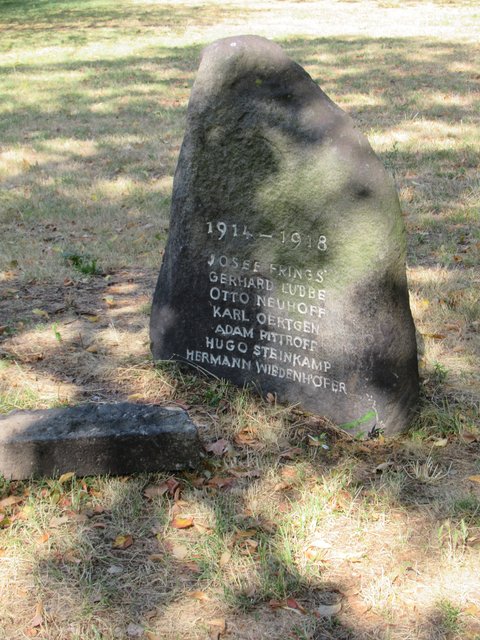 1914 – 1918
JOSEF FRINGS
GERHARD LÜBBE
OTTO NEUHOFF
KARL OERTGEN
ADAM PITTROFF
HUGO STEINKAMP
HERMANN WIEDENHÖFER